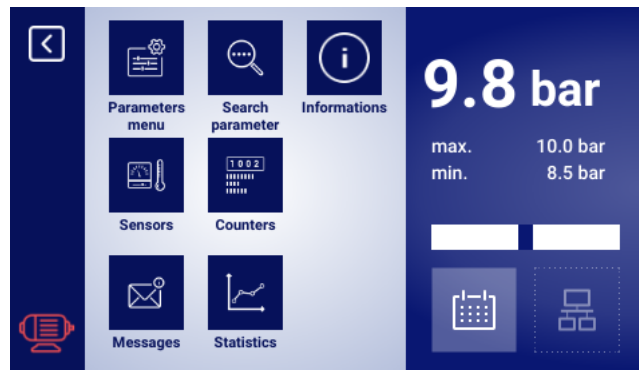 Parameters
menu
Search
parameter
i
Informations
1002
Sensors
Counters
Messages
Statistics
9.8 bar
max. 10.0 bar
min. 8.5 bar